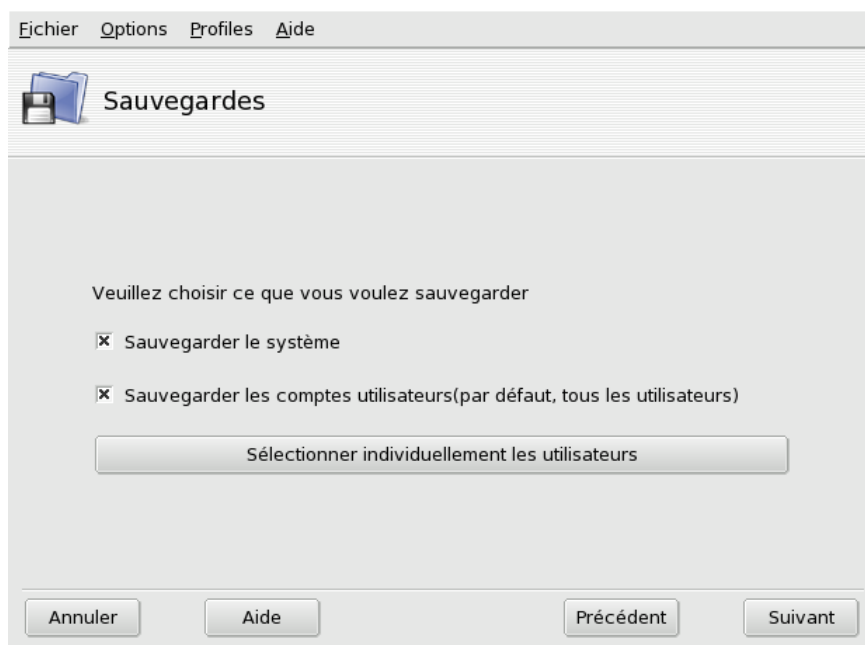 Fichier Options Profiles Aide
Sauvegardes
Veuillez choisir ce que vous voulez sauvegarder
Sauvegarder le système
Sauvegarder les comptes utilisateurs(par défaut, tous les utilisateurs)
Sélectionner individuellement les utilisateurs
Annuler Aide Précédent Suivant